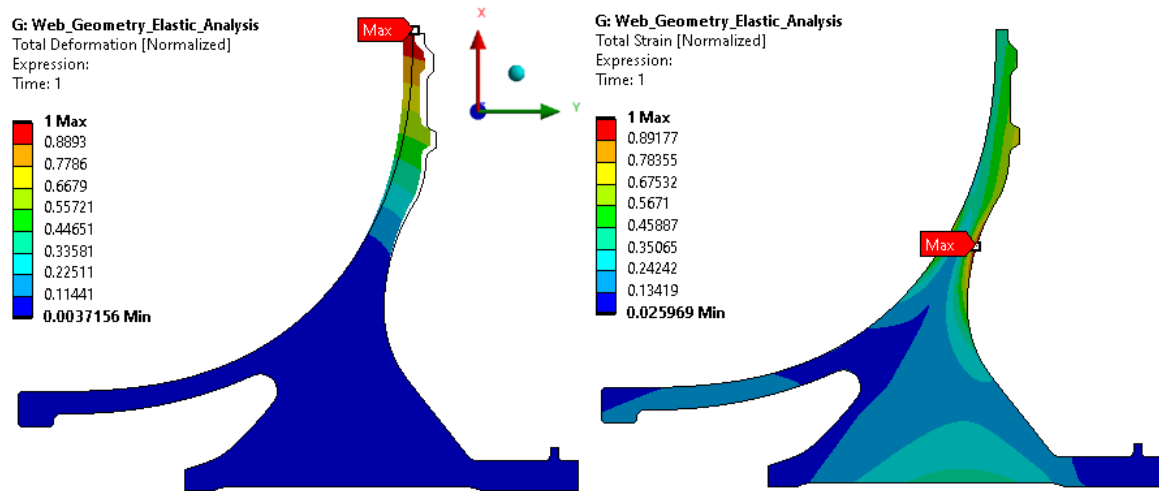 G: Web_Geometry_Elastic_Analysis
Total Deformation [Normalized]
Expression:
Time: 1
1 Max
0.8893
0.7786
0.6679
0.55721
0.44651
0.33581
0.22511
0.11441
0.0037156 Min
Max
X
Y
G: Web_Geometry_Elastic_Analysis
Total Strain [Normalized]
Expression:
Time: 1
1 Max
0.89177
0.78355
0.67532
0.5671
0.45887
0.35065
0.24242
0.13419
0.025969 Min
Max